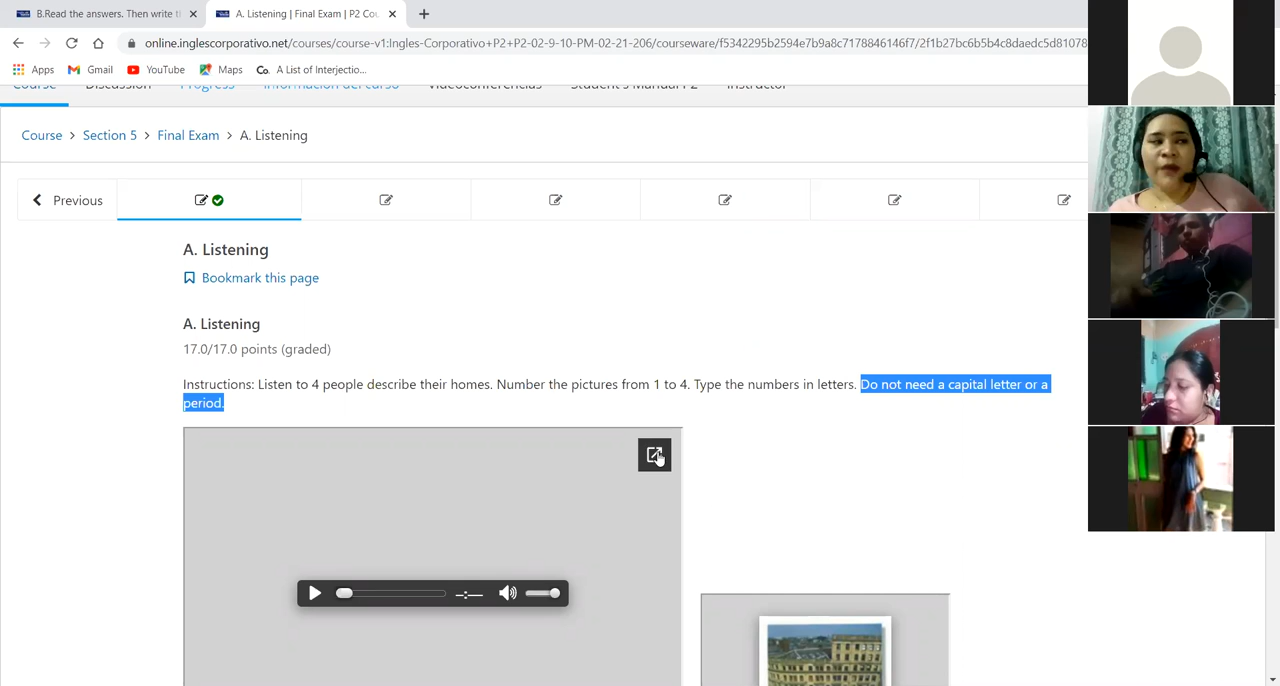 B.Read the answers. Then write t
A. Listening | Final Exam | P2 Cou
online.inglescorporativo.net/courses/course-v1:Ingles-Corporativo+P2+P2-02-9-10-PM-02-21-206/courseware/f5342295b2594e7b9a8c7178846146f7/2f1b27bc6b5b4c8daedc5d81078
Apps
Gmail
YouTube
Maps
Co.
A List of Interjectio...
Course
Discussion
Progress
Información del curso
Videoconferencias
Student's Manual P2
Instructor
Course > Section 5 > Final Exam > A. Listening
Previous
A. Listening
Bookmark this page
A. Listening
17.0/17.0 points (graded)
Instructions: Listen to 4 people describe their homes. Number the pictures from 1 to 4. Type the numbers in letters. Do not need a capital letter or a
period.
-:--